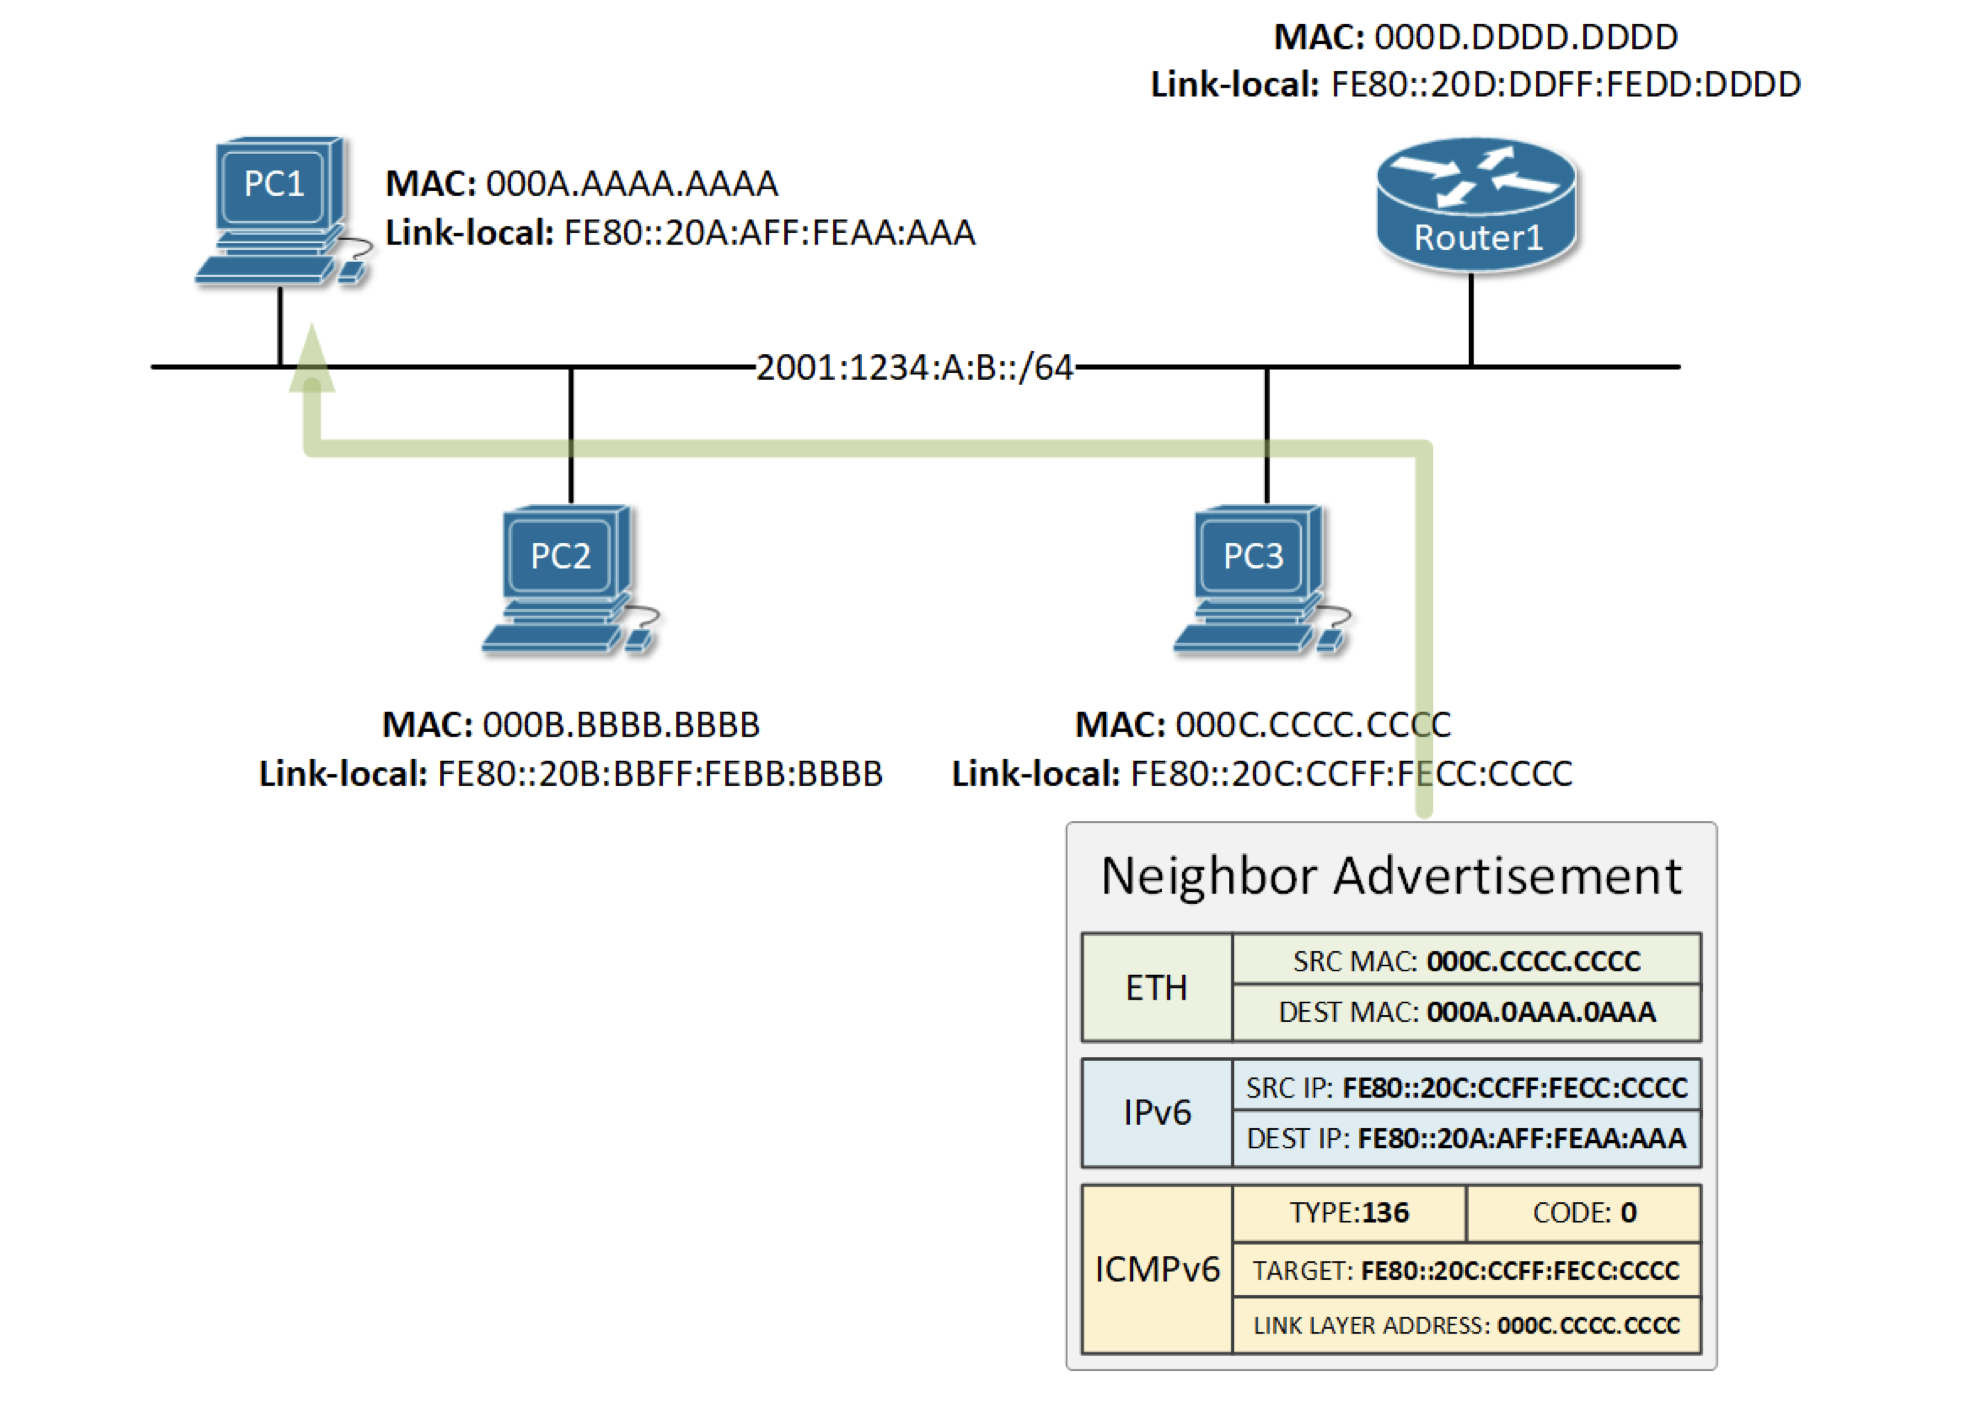 MAC: 000D.DDDD.DDDD
Link-local: FE80::20D:DDFF:FEDD:DDDD
PC1
MAC: 000A.AAAA.AAAA
Link-local: FE80::20A:AFF:FEAA:AAA
Router1
2001:1234:A:B::/64
PC2
PC3
MAC: 000B.BBBB.BBBB
Link-local: FE80::20B:BBFF:FEBB:BBBB
MAC: 000C.CCCC.CCCC
Link-local: FE80::20C:CCFF:FECC:CCCC
Neighbor Advertisement
ETH
SRC MAC: 000C.CCCC.CCCC
DEST MAC: 000A.0AAA.0AAA
IPv6
SRC IP: FE80::20C:CCFF:FECC:CCCC
DEST IP: FE80::20A:AFF:FEAA:AAA
ICMPv6
TYPE:136
CODE: 0
TARGET: FE80::20C:CCFF:FECC:CCCC
LINK LAYER ADDRESS: 000C.CCCC.CCCC